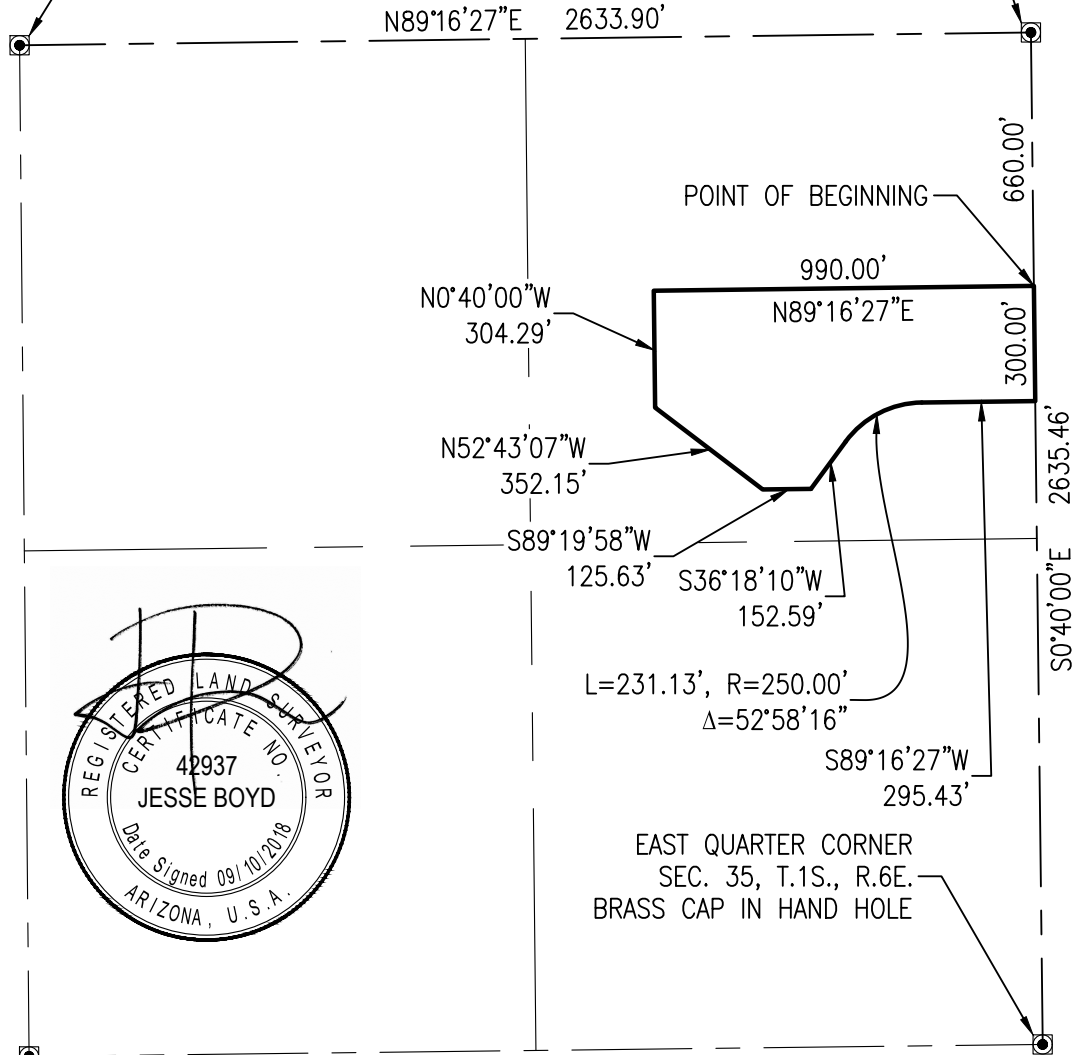 N89°16'27"E 2633.90'
660.00'
POINT OF BEGINNING
990.00'
N89°16'27"E
300.00'
N0°40'00"W
304.29'
N52°43'07"W
352.15'
S89°19'58"W
125.63'
S36°18'10"W
152.59'
2635.46'
S0°40'00"E
L=231.13', R=250.00'
Δ=52°58'16"
S89°16'27"W
295.43'
EAST QUARTER CORNER
SEC. 35, T.1S., R.6E.
BRASS CAP IN HAND HOLE
REGISTERED LAND SURVEYOR
CERTIFICATE NO.
42937
JESSE BOYD
Date Signed 09/10/2018
ARIZONA, U.S.A.